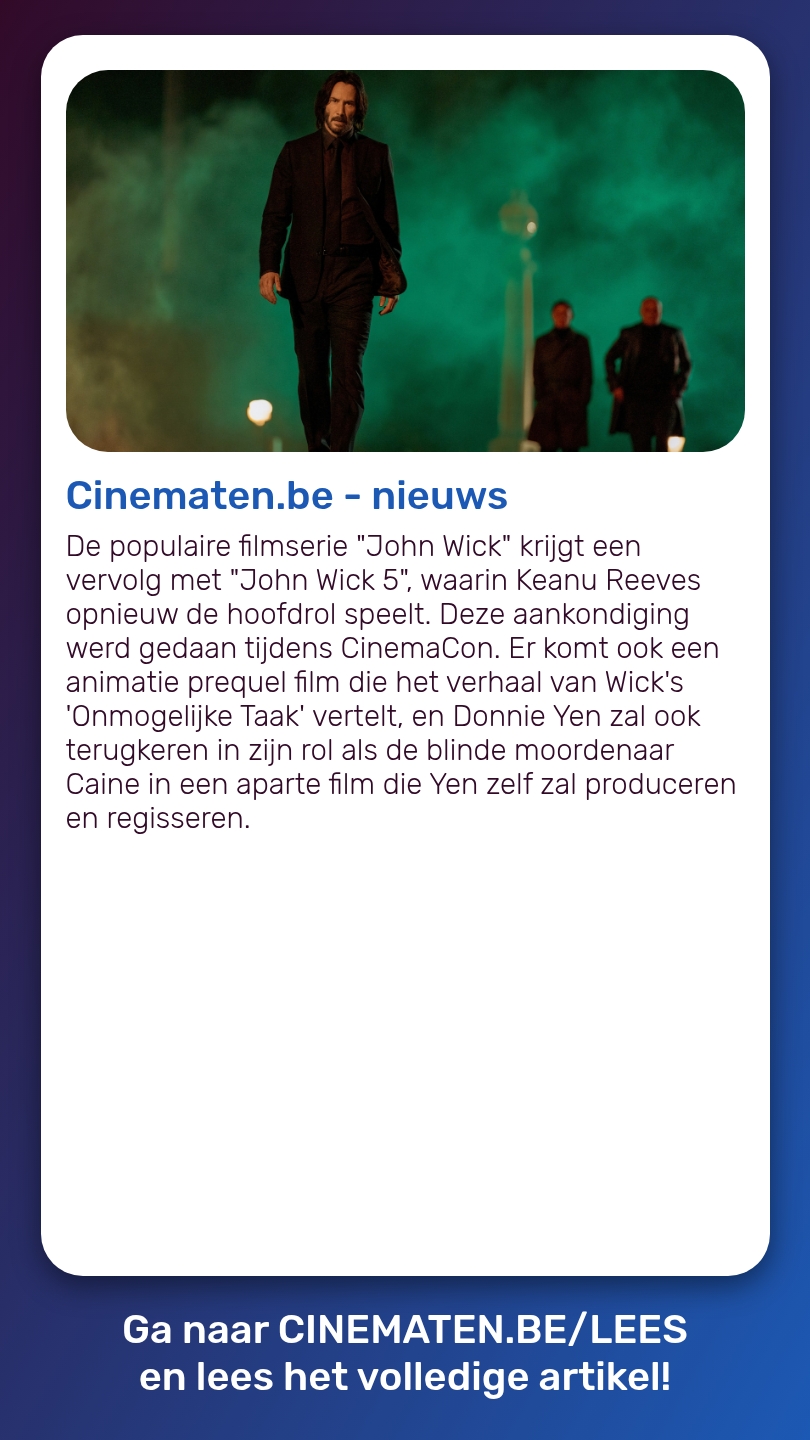 Cinematen.be - nieuws
De populaire filmserie "John Wick" krijgt een
vervolg met "John Wick 5", waarin Keanu Reeves
opnieuw de hoofdrol speelt. Deze aankondiging
werd gedaan tijdens CinemaCon. Er komt ook een
animatie prequel film die het verhaal van Wick's
'Onmogelijke Taak' vertelt, en Donnie Yen zal ook
terugkeren in zijn rol als de blinde moordenaar
Caine in een aparte film die Yen zelf zal produceren
en regisseren.
Ga naar CINEMATEN.BE/LEES
en lees het volledige artikel!